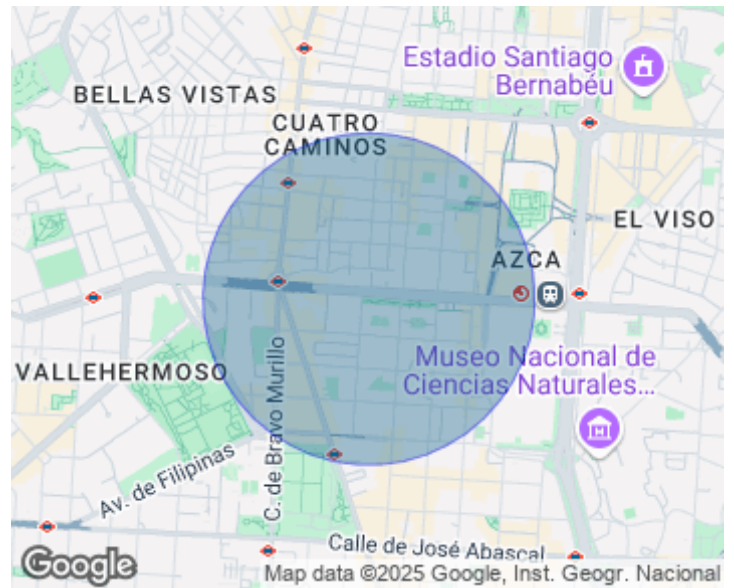 Estadio Santiago
Bernabéu
BELLAS VISTAS
CUATRO
CAMINOS
EL VISO
AZCA
VALLEHERMOSO
Museo Nacional de
Ciencias Naturales...
C. de Bravo Murillo
Av. de Filipinas
Calle de José Abascal
Google
Map data ©2025 Google, Inst. Geogr. Nacional